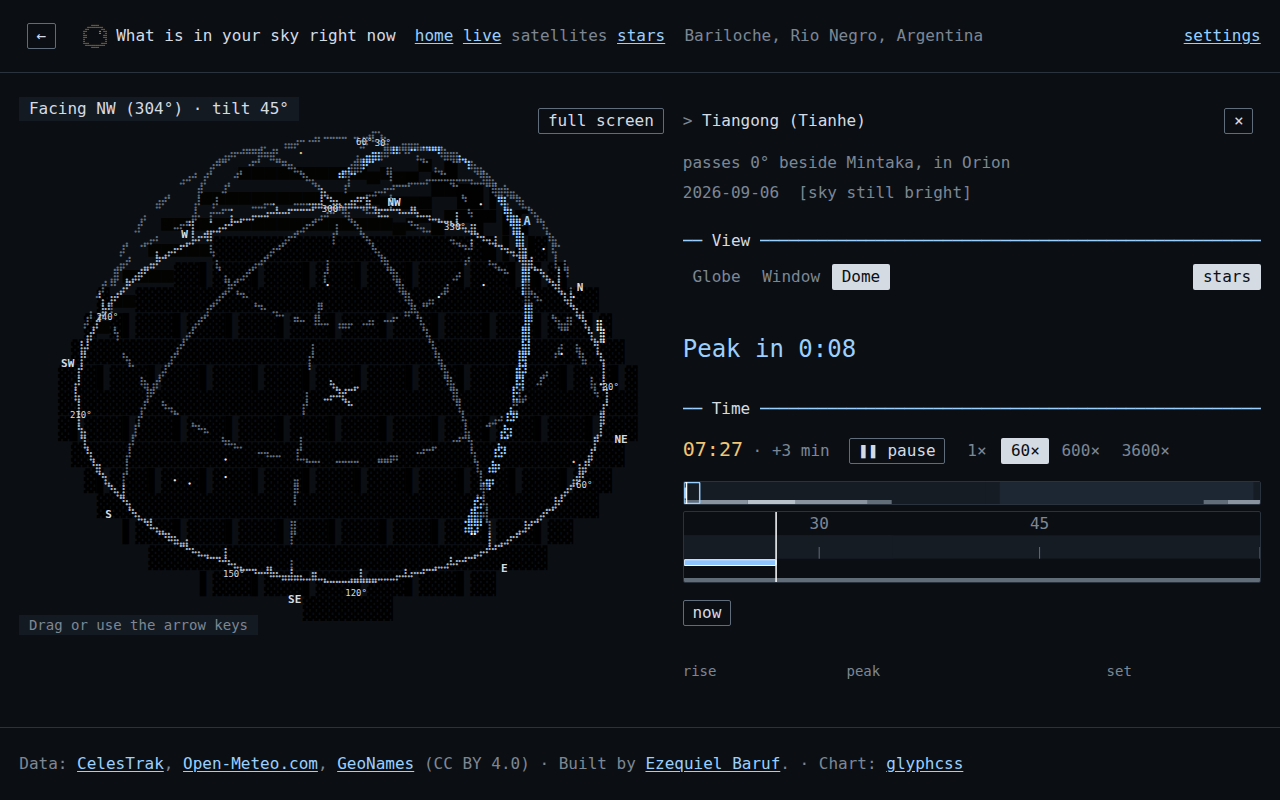 ← What is in your sky right now home live satellites stars Bariloche, Rio Negro, Argentina settings
Facing NW (304°) · tilt 45°
full screen
60° 30°
NW
300°
A
330°
W
N
240°
SW
30°
210°
NE
60°
S
E
150°
120°
SE
Drag or use the arrow keys
> Tiangong (Tianhe) ×
passes 0° beside Mintaka, in Orion
2026-09-06 [sky still bright]
View
Globe Window Dome stars
Peak in 0:08
Time
07:27 · +3 min ❚❚ pause 1× 60× 600× 3600×
30 45
now
rise peak set
Data: CelesTrak, Open-Meteo.com, GeoNames (CC BY 4.0) · Built by Ezequiel Baruf. · Chart: glyphcss